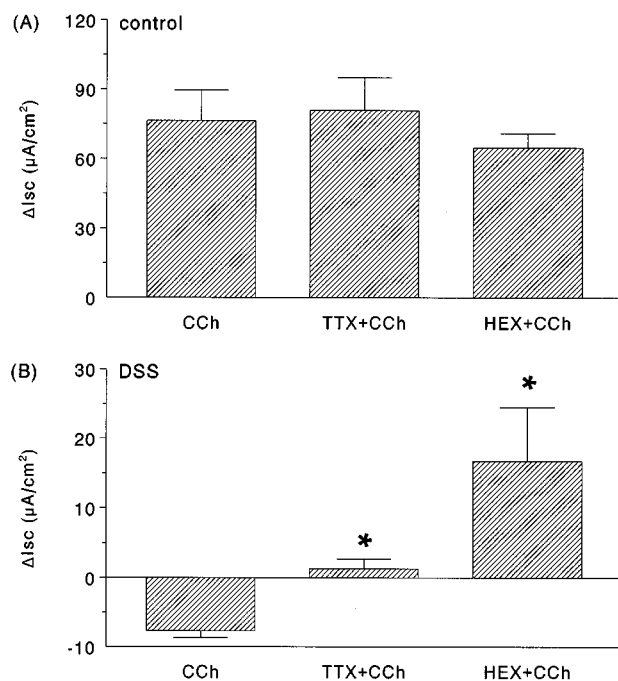 (A)
control
120
90
60
30
0
ΔIsc (μA/cm²)
CCh
TTX+CCh
HEX+CCh
(B)
DSS
30
20
10
0
-10
ΔIsc (μA/cm²)
*
*
CCh
TTX+CCh
HEX+CCh